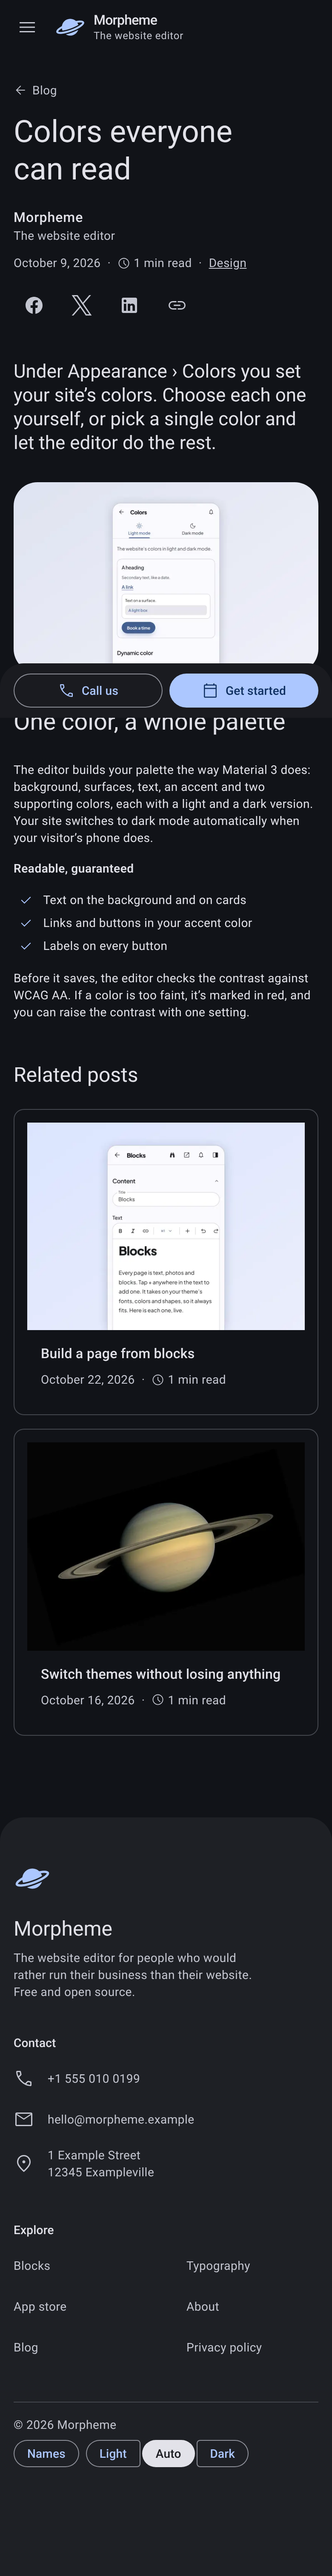 Morpheme
The website editor
Blog
Colors everyone
can read
Morpheme
The website editor
October 9, 2026 · 1 min read · Design
Under Appearance › Colors you set
your site’s colors. Choose each one
yourself, or pick a single color and
let the editor do the rest.
Colors
Light mode
Dark mode
The website's colors in light and dark mode.
A heading
Secondary text, like a date.
A link
Text on a surface
A light box
Book a time
Dynamic color
Call us
Get started
One color, a whole palette
The editor builds your palette the way Material 3 does:
background, surfaces, text, an accent and two
supporting colors, each with a light and a dark version.
Your site switches to dark mode automatically when
your visitor’s phone does.
Readable, guaranteed
Text on the background and on cards
Links and buttons in your accent color
Labels on every button
Before it saves, the editor checks the contrast against
WCAG AA. If a color is too faint, it’s marked in red, and
you can raise the contrast with one setting.
Related posts
Blocks
Content
Title
Blocks
Text
B I
Blocks
Every page is text, photos and
blocks. Tap + anywhere in the text to
add one. It takes on your theme's
fonts, colors and shapes, so it always
fits. Here is each one, live.
Build a page from blocks
October 22, 2026 · 1 min read
Switch themes without losing anything
October 16, 2026 · 1 min read
Morpheme
The website editor for people who would
rather run their business than their website.
Free and open source.
Contact
+1 555 010 0199
hello@morpheme.example
1 Example Street
12345 Exampleville
Explore
Blocks
Typography
App store
About
Blog
Privacy policy
© 2026 Morpheme
Names
Light
Auto
Dark